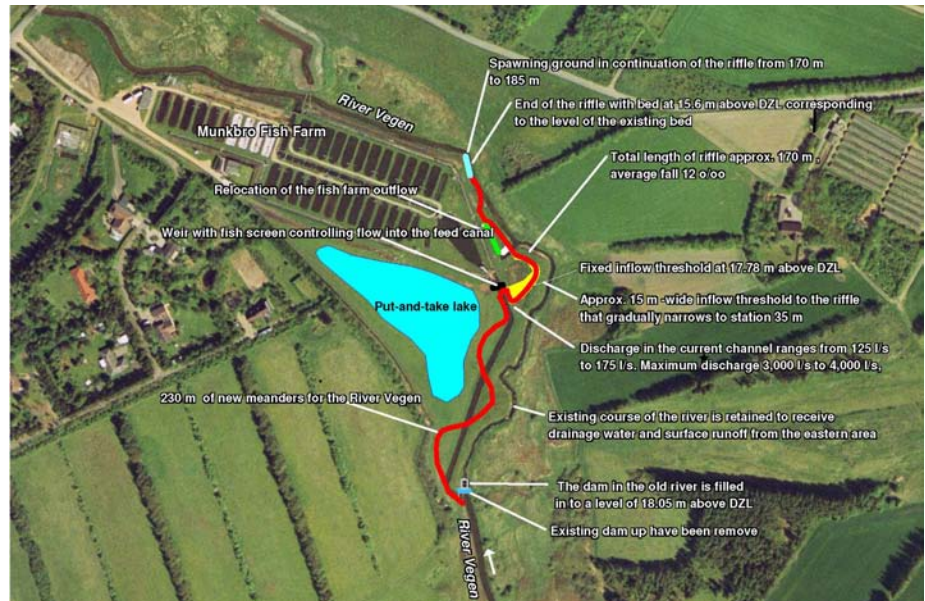 Spawning ground in continuation of the riffle from 170 m
to 185 m
River Vegen
End of the riffle with bed at 15.6 m above DZL corresponding
to the level of the existing bed
Munkbro Fish Farm
Total length of riffle approx. 170 m ,
average fall 12 o/oo
Relocation of the fish farm outflow
Weir with fish screen controlling flow into the feed canal
Fixed inflow threshold at 17.78 m above DZL
Put-and-take lake
Approx. 15 m -wide inflow threshold to the riffle
that gradually narrows to station 35 m
Discharge in the current channel ranges from 125 l/s
to 175 l/s. Maximum discharge 3,000 l/s to 4,000 l/s.
230 m of new meanders for the River Vegen
Existing course of the river is retained to receive
drainage water and surface runoff from the eastern area
The dam in the old river is filled
in to a level of 18.05 m above DZL
Existing dam up have been remove
River Vegen